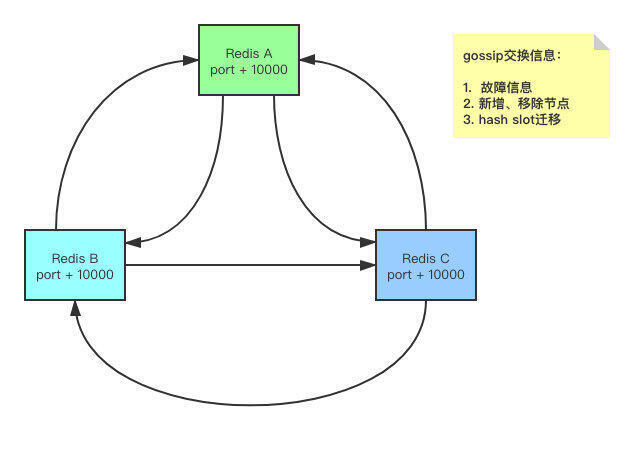 Redis A
port + 10000
gossip交换信息：
1. 故障信息
2. 新增、移除节点
3. hash slot迁移
Redis B
port + 10000
Redis C
port + 10000